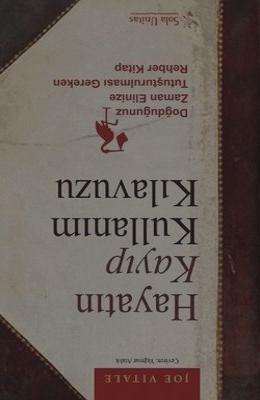 JOE VITALE
Çeviren: Yağmur Atalık
Hayatın
Kayıp
Kullanım
Kılavuzu
Doğduğunuz
Zaman Elinize
Tutuşturulması Gereken
Rehber Kitap
Sola Unitas